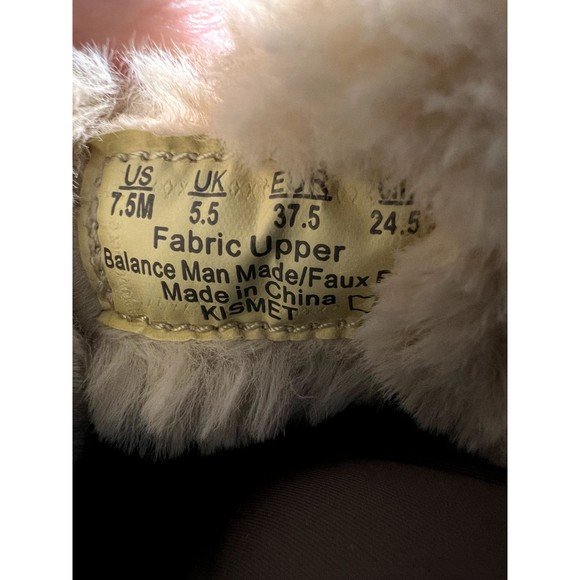 US UK EUR
7.5M 5.5 37.5 24.5
Fabric Upper
Balance Man Made/Faux
Made in China
KISMET